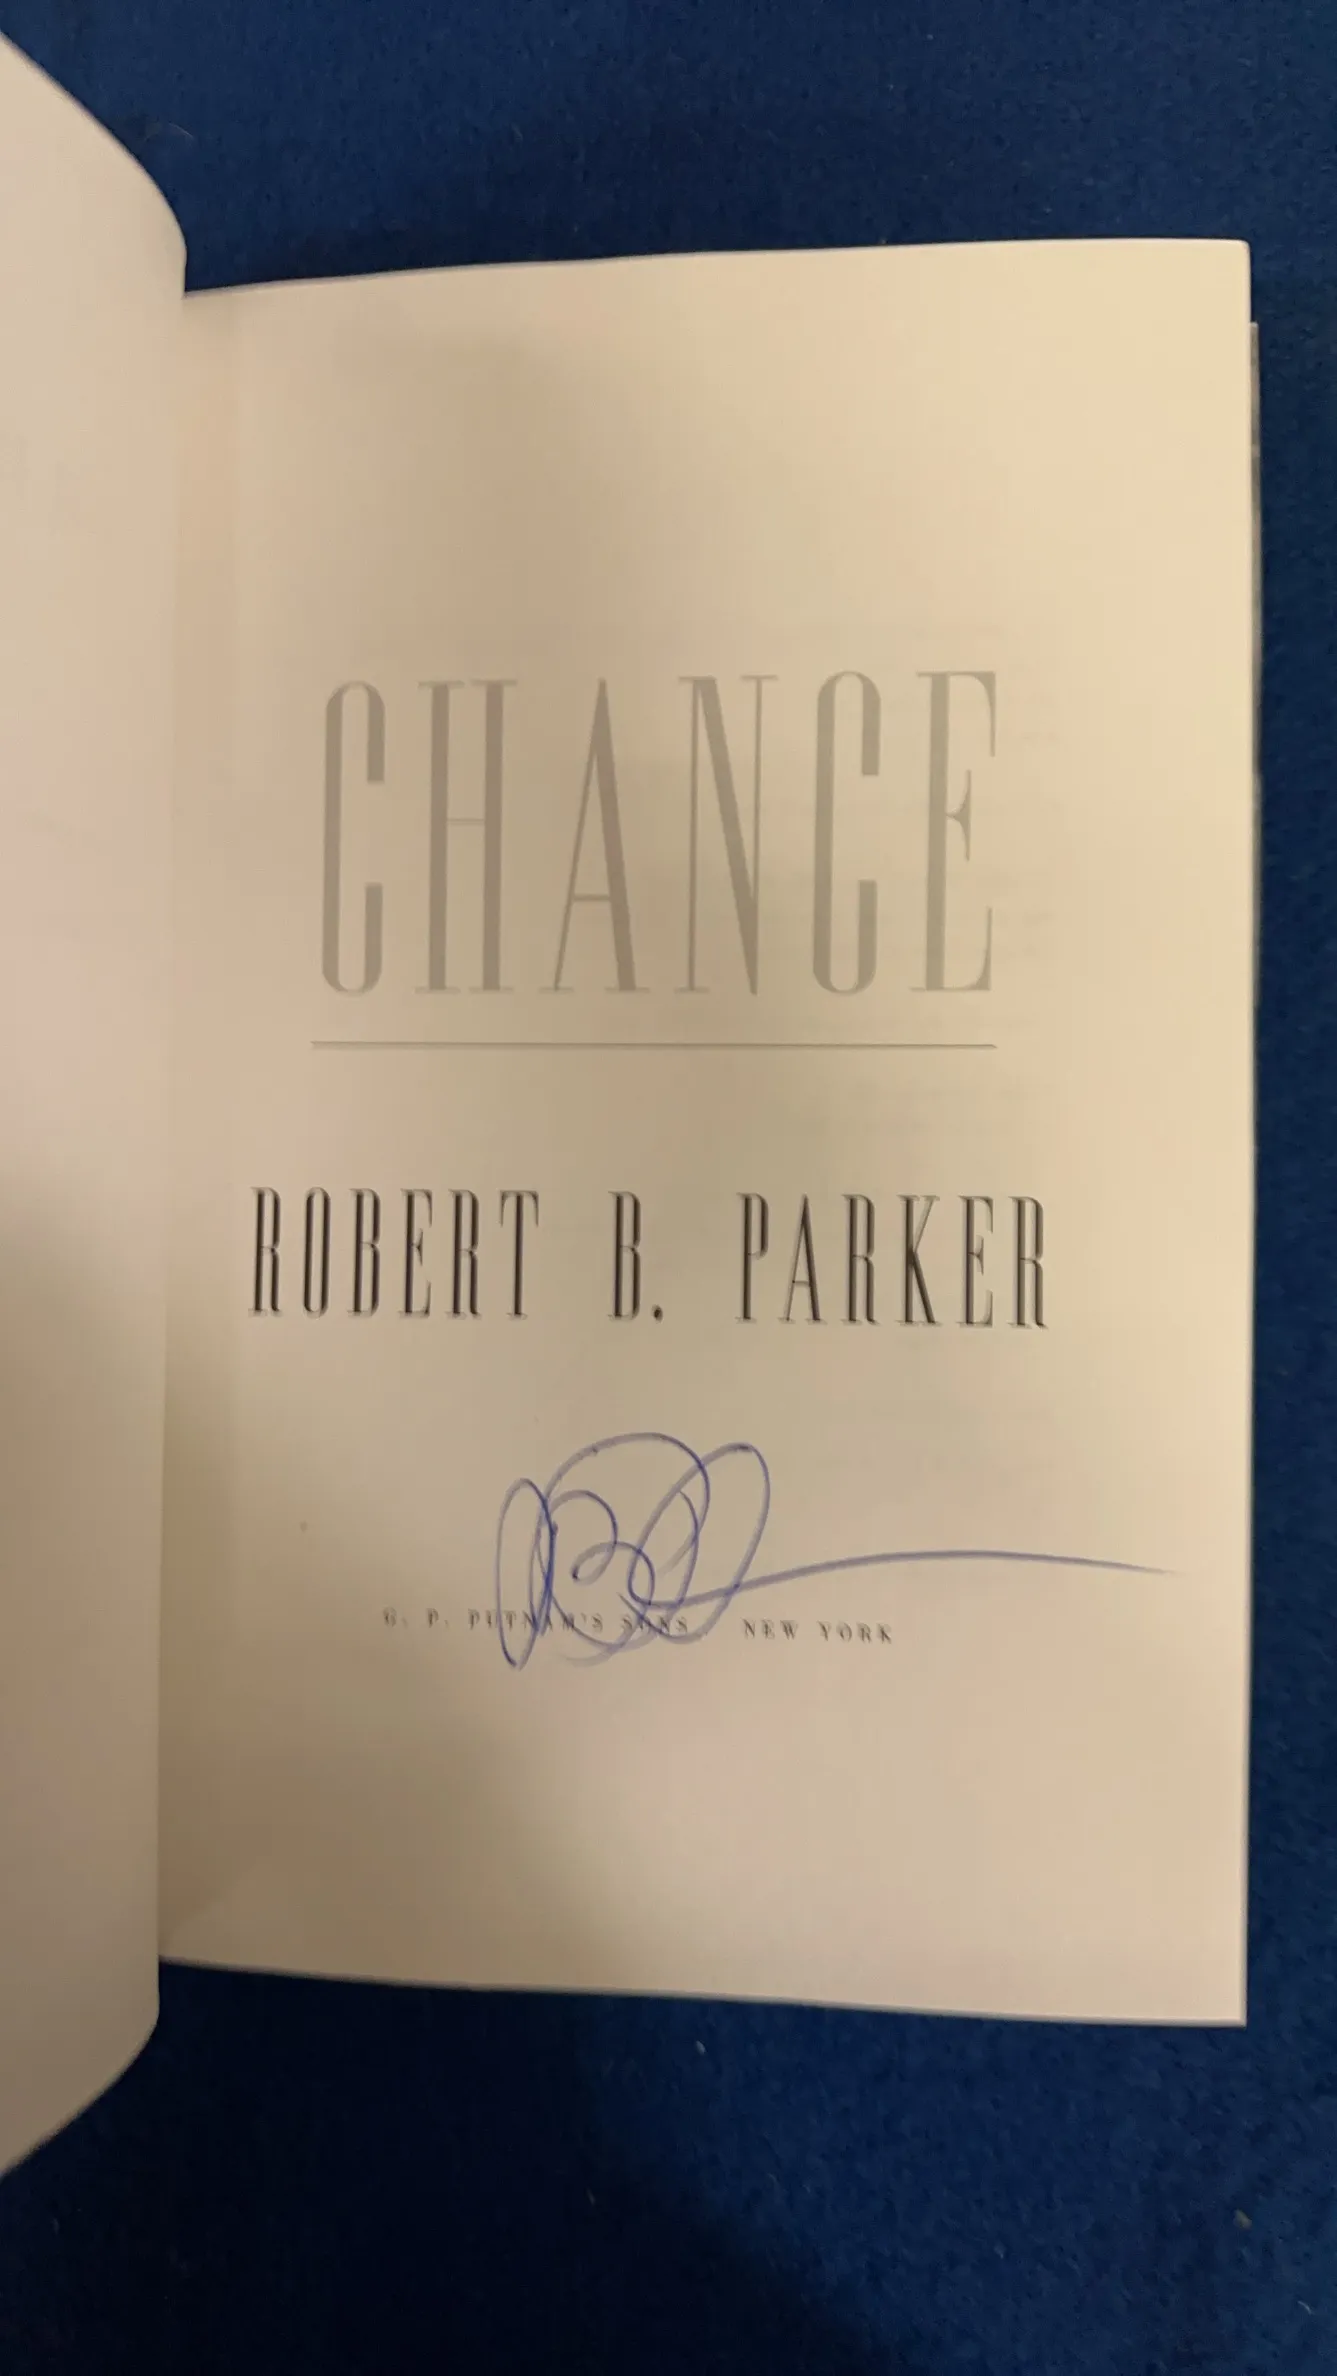 CHANCE
ROBERT B. PARKER
G. P. PUTNAM'S SONS NEW YORK